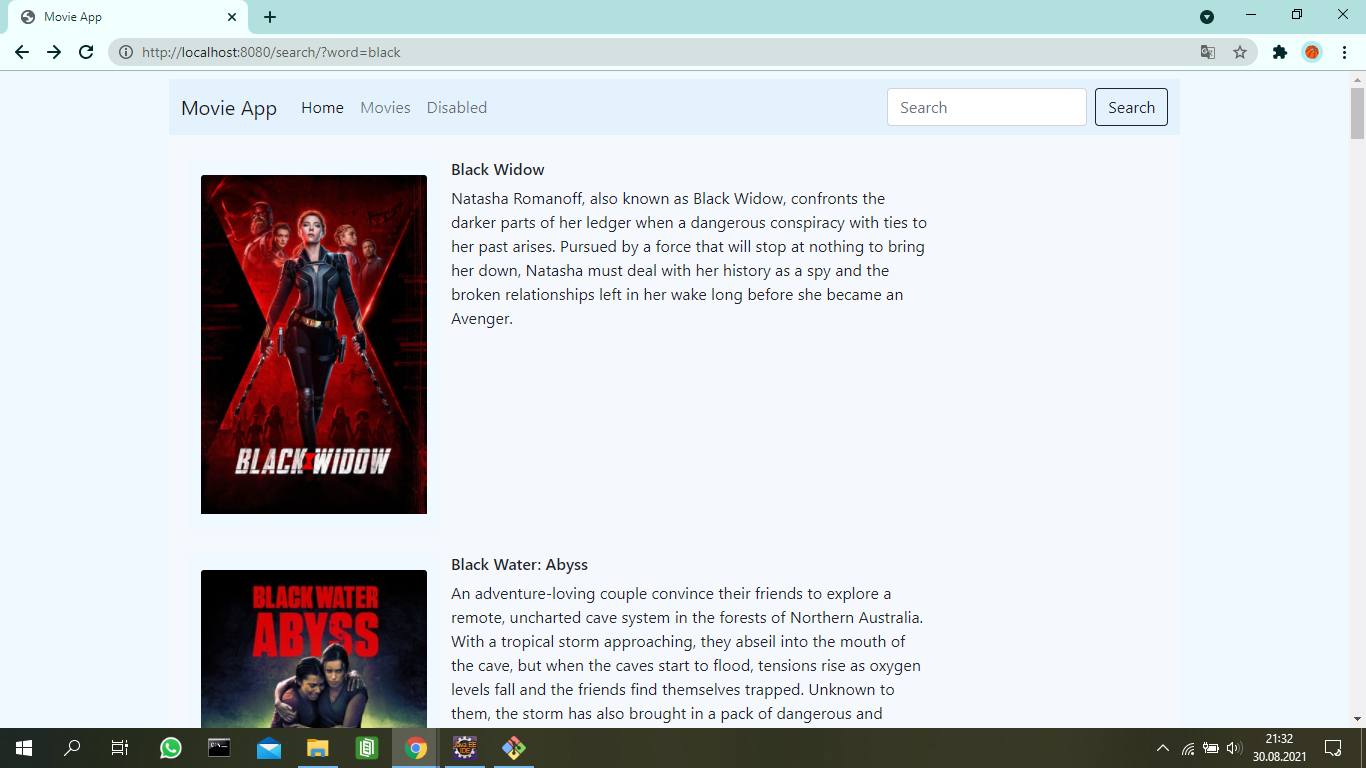 Movie App
http://localhost:8080/search/?word=black
Movie App Home Movies Disabled Search Search
Black Widow
Natasha Romanoff, also known as Black Widow, confronts the
darker parts of her ledger when a dangerous conspiracy with ties to
her past arises. Pursued by a force that will stop at nothing to bring
her down, Natasha must deal with her history as a spy and the
broken relationships left in her wake long before she became an
Avenger.
BLACK WIDOW
Black Water: Abyss
An adventure-loving couple convince their friends to explore a
remote, uncharted cave system in the forests of Northern Australia.
With a tropical storm approaching, they abseil into the mouth of
the cave, but when the caves start to flood, tensions rise as oxygen
levels fall and the friends find themselves trapped. Unknown to
them, the storm has also brought in a pack of dangerous and
BLACK WATER
ABYSS
21:32
30.08.2021